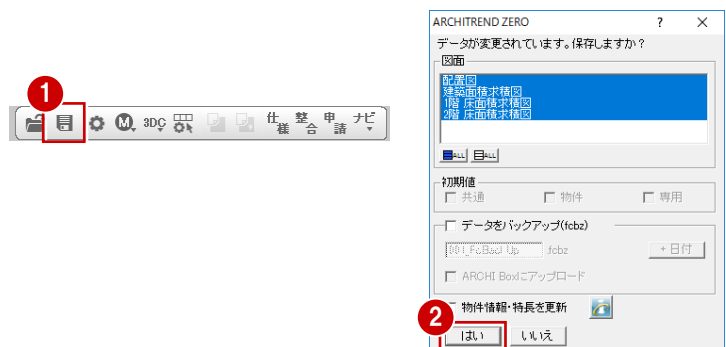 1
M
3DC
仕様
整合
申請
ナビ
ARCHITREND ZERO
? ×
データが変更されています。保存しますか？
図面
配置図
建築面積求積図
1階 床面積求積図
2階 床面積求積図
ALL ALL
初期値
共通 物件 専用
データをバックアップ(fcbz)
001_FcBacl Up .fcbz +日付
ARCHI Boxにアップロード
物件情報・特長を更新
2
はい いいえ